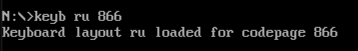 N:\>keyb ru 866
Keyboard layout ru loaded for codepage 866